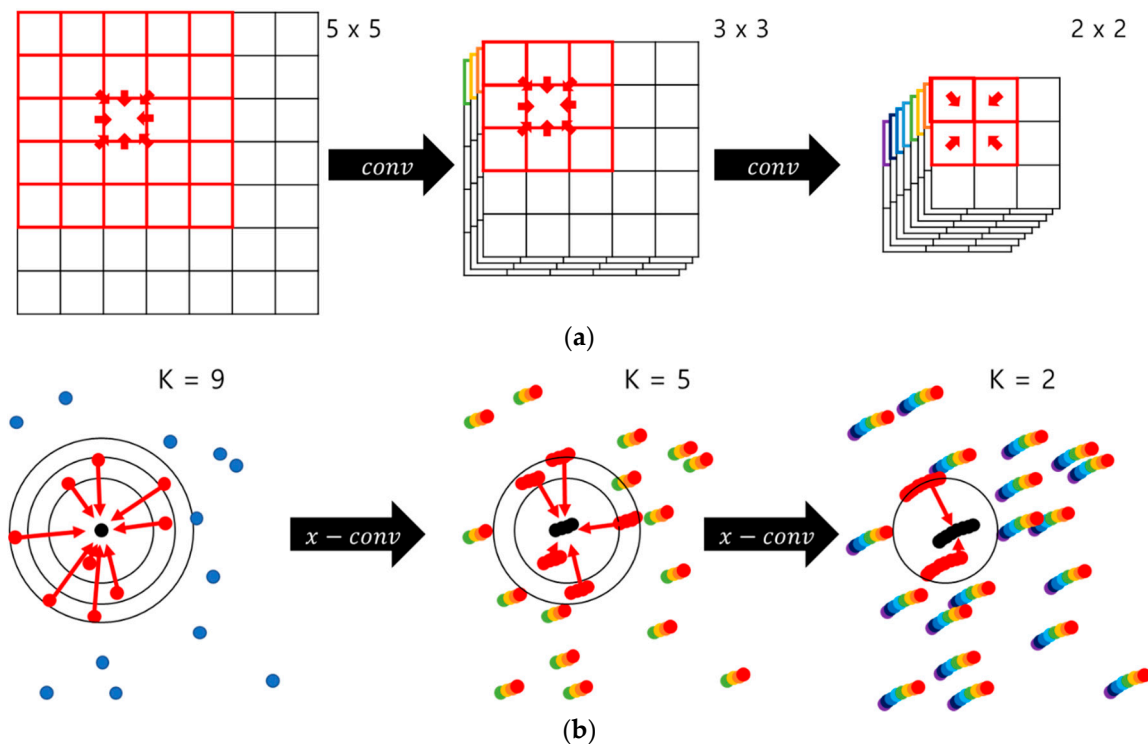 5 x 5
3 x 3
2 x 2
conv
conv
(a)
K = 9
K = 5
K = 2
x − conv
x − conv
(b)